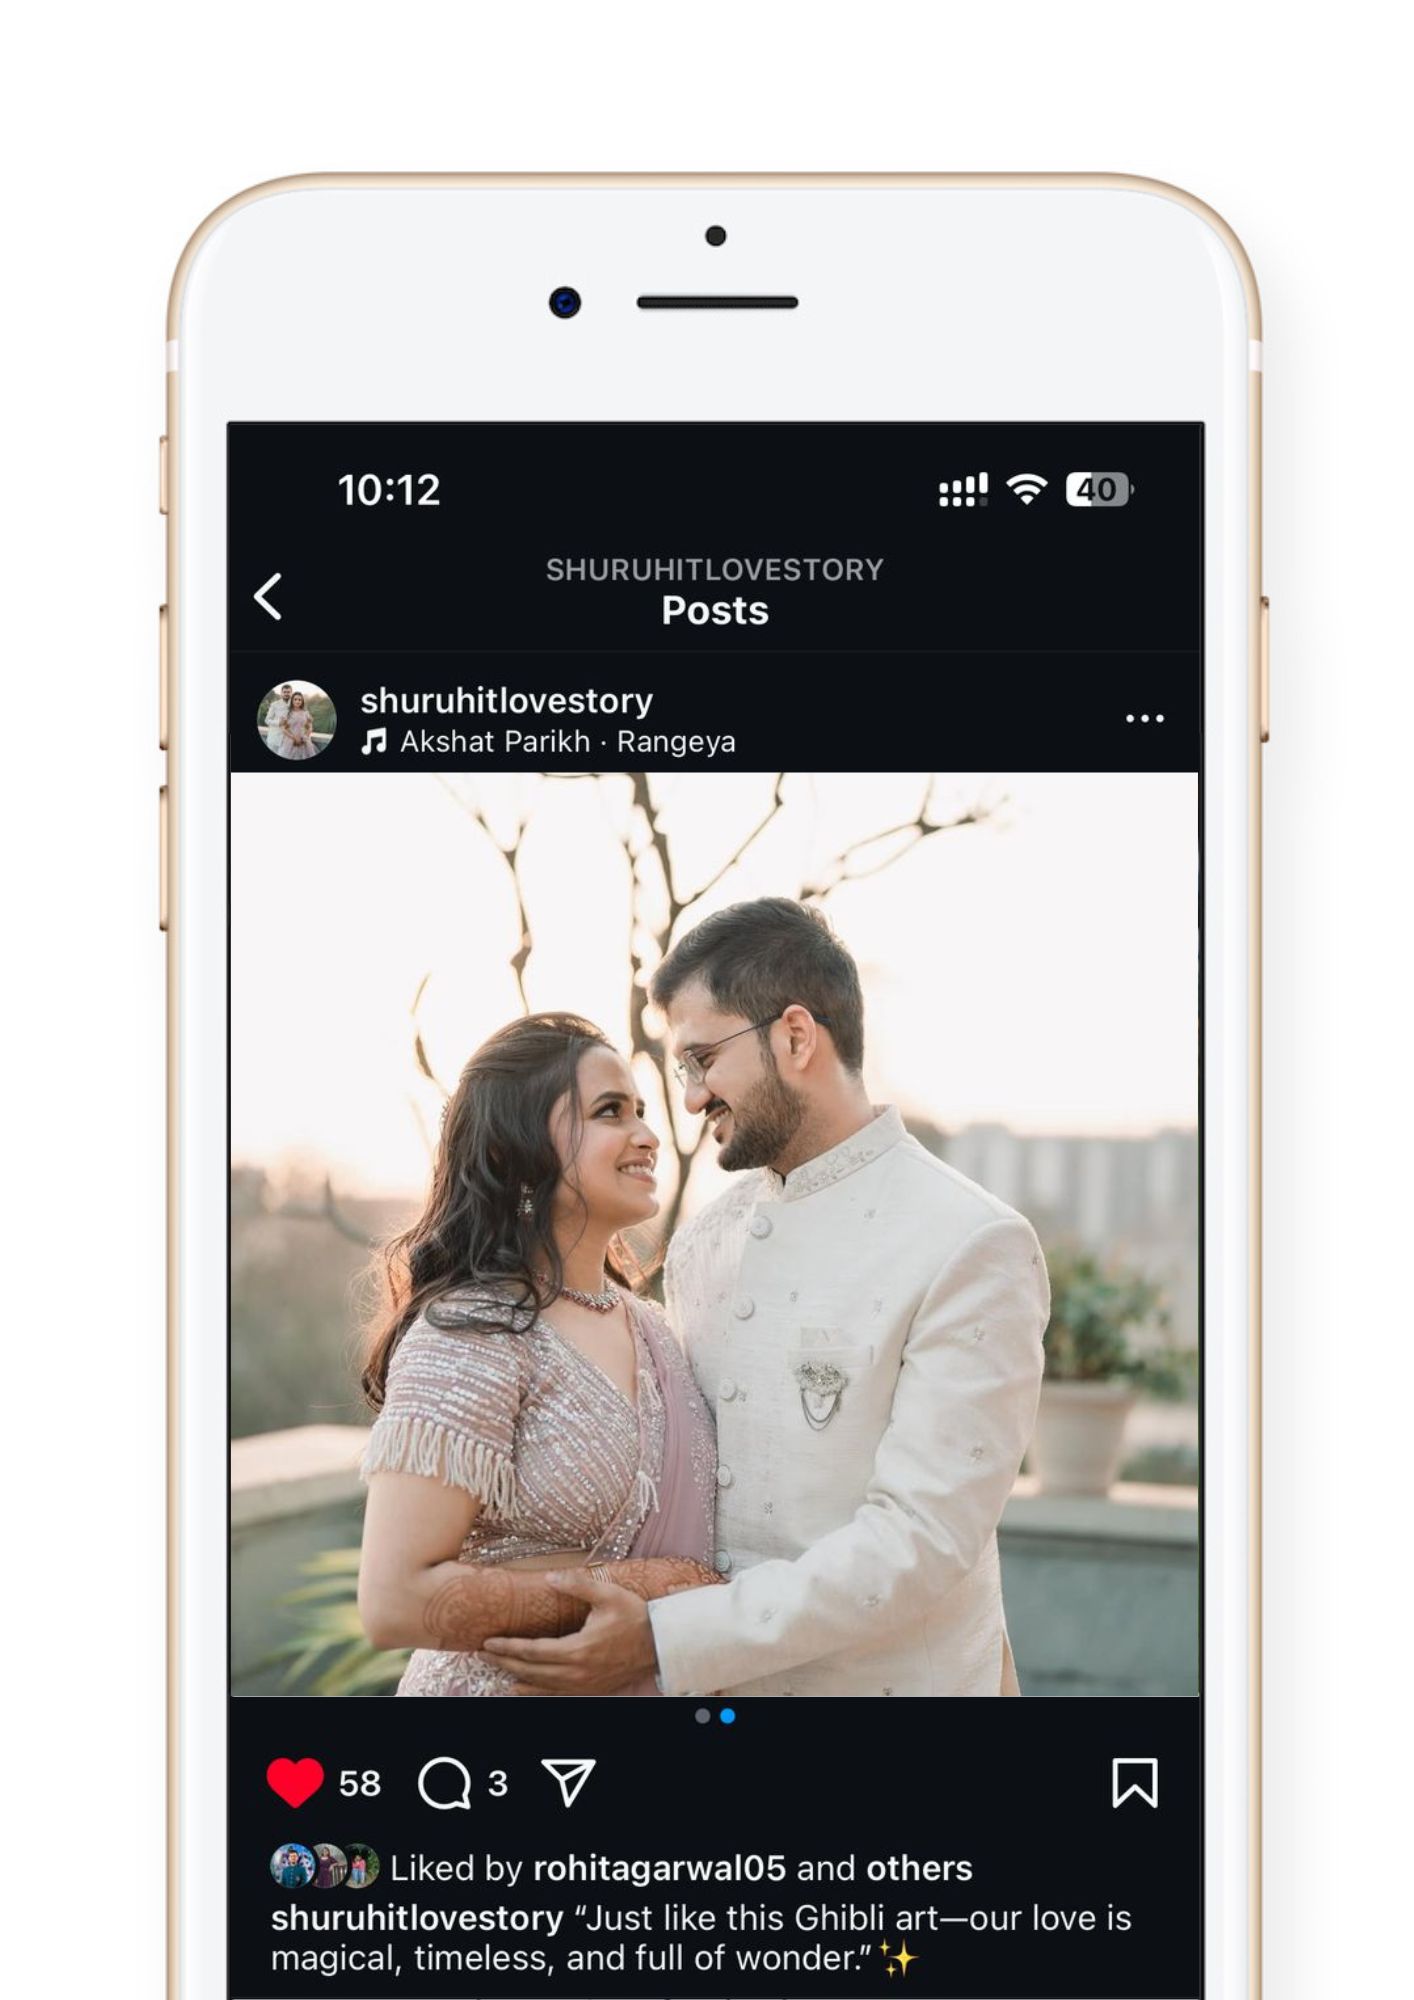 10:12
40
SHURUHITLOVESTORY
Posts
shuruhitlovestory
Akshat Parikh · Rangeya
58
3
Liked by rohitagarwal05 and others
shuruhitlovestory “Just like this Ghibli art—our love is
magical, timeless, and full of wonder.”✨